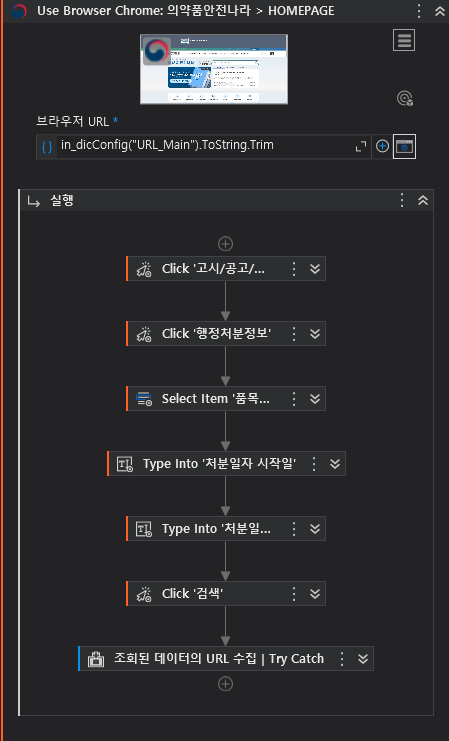 Use Browser Chrome: 의약품안전나라 > HOMEPAGE
브라우저 URL *
in_dicConfig("URL_Main").ToString.Trim
실행
Click '고시/공고/...
Click '행정처분정보'
Select Item '품목...
Type Into '처분일자 시작일'
Type Into '처분일...
Click '검색'
조회된 데이터의 URL 수집 | Try Catch